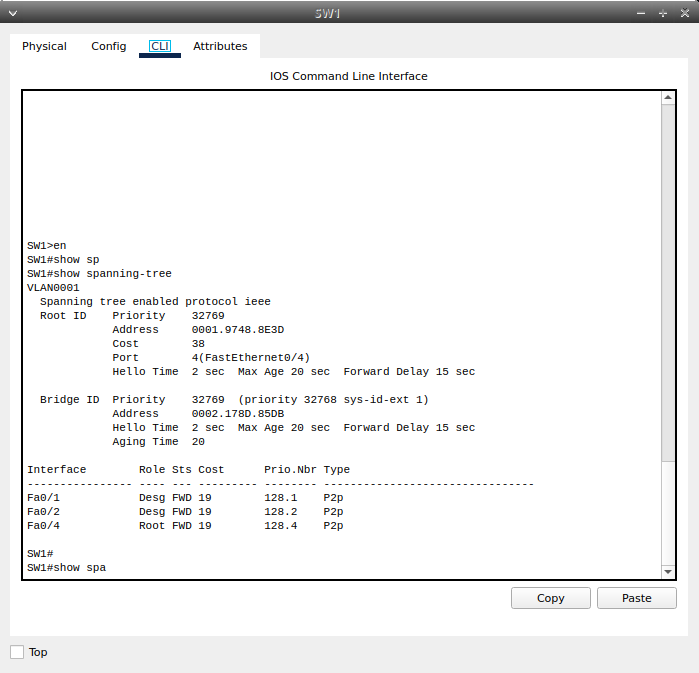 SW1
Physical Config CLI Attributes
IOS Command Line Interface
SW1>en
SW1#show sp
SW1#show spanning-tree
VLAN0001
  Spanning tree enabled protocol ieee
  Root ID    Priority    32769
             Address     0001.9748.8E3D
             Cost        38
             Port        4(FastEthernet0/4)
             Hello Time  2 sec  Max Age 20 sec  Forward Delay 15 sec

  Bridge ID  Priority    32769  (priority 32768 sys-id-ext 1)
             Address     0002.178D.85DB
             Hello Time  2 sec  Max Age 20 sec  Forward Delay 15 sec
             Aging Time  20

Interface        Role Sts Cost      Prio.Nbr Type
---------------- ---- --- --------- -------- --------------------------------
Fa0/1            Desg FWD 19        128.1    P2p
Fa0/2            Desg FWD 19        128.2    P2p
Fa0/4            Root FWD 19        128.4    P2p

SW1#
SW1#show spa
Copy Paste
Top